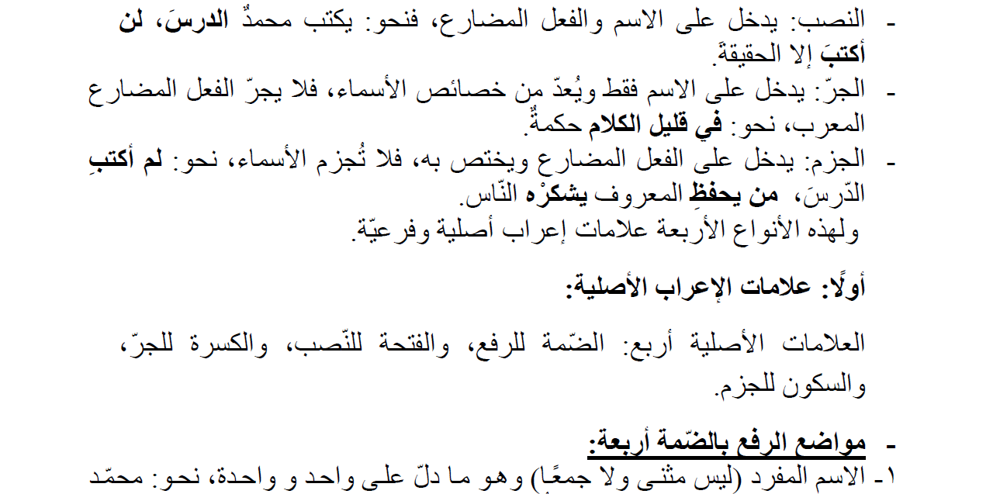 - النصب: يدخل على الاسم والفعل المضارع، فنحو: يكتب محمدٌ الدرسَ، لن
أكتبَ إلا الحقيقةَ.
- الجرّ: يدخل على الاسم فقط ويُعدّ من خصائص الأسماء، فلا يجرّ الفعل المضارع
المعرب، نحو: في قليل الكلام حكمةٌ.
- الجزم: يدخل على الفعل المضارع ويختص به، فلا تُجزم الأسماء، نحو: لم أكتبِ
الدّرسَ، من يحفظِ المعروف يشكرْه النّاس.
ولهذه الأنواع الأربعة علامات إعراب أصلية وفرعيّة.
أولًا: علامات الإعراب الأصلية:
العلامات الأصلية أربع: الضّمة للرفع، والفتحة للنّصب، والكسرة للجرّ،
والسكون للجزم.
- مواضع الرفع بالضّمة أربعة:
١- الاسم المفرد (ليس مثنى ولا جمعًا) وهو ما دلّ على واحد و واحدة، نحو: محمّد